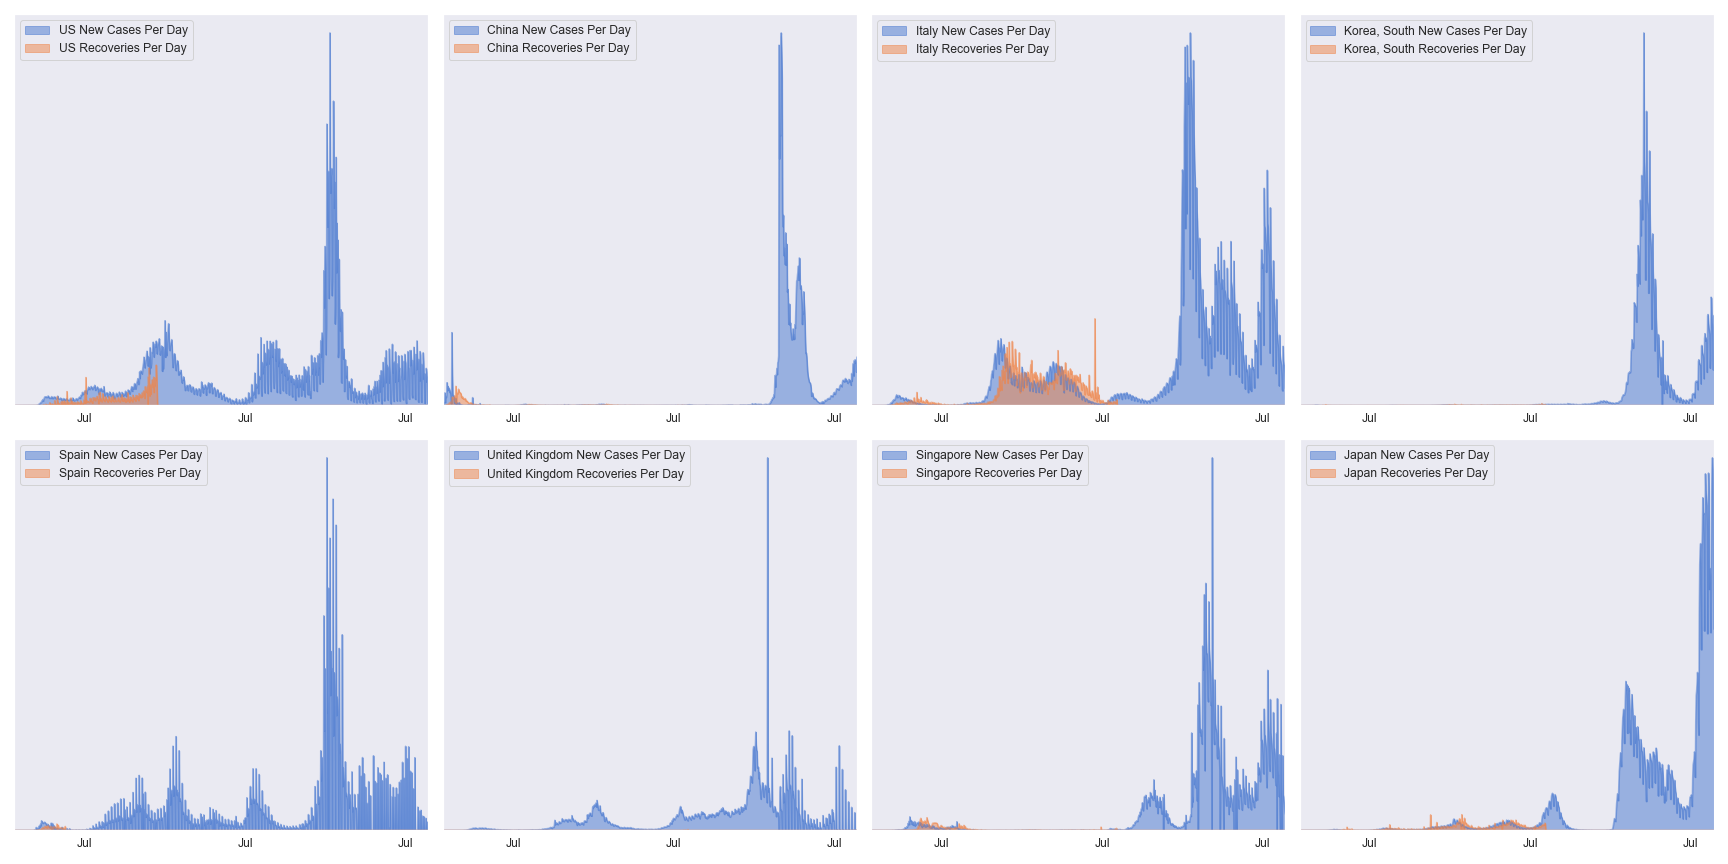 US New Cases Per Day
US Recoveries Per Day
China New Cases Per Day
China Recoveries Per Day
Italy New Cases Per Day
Italy Recoveries Per Day
Korea, South New Cases Per Day
Korea, South Recoveries Per Day
Jul Jul Jul
Jul Jul Jul
Jul Jul Jul
Jul Jul Jul
Spain New Cases Per Day
Spain Recoveries Per Day
United Kingdom New Cases Per Day
United Kingdom Recoveries Per Day
Singapore New Cases Per Day
Singapore Recoveries Per Day
Japan New Cases Per Day
Japan Recoveries Per Day
Jul Jul Jul
Jul Jul Jul
Jul Jul Jul
Jul Jul Jul